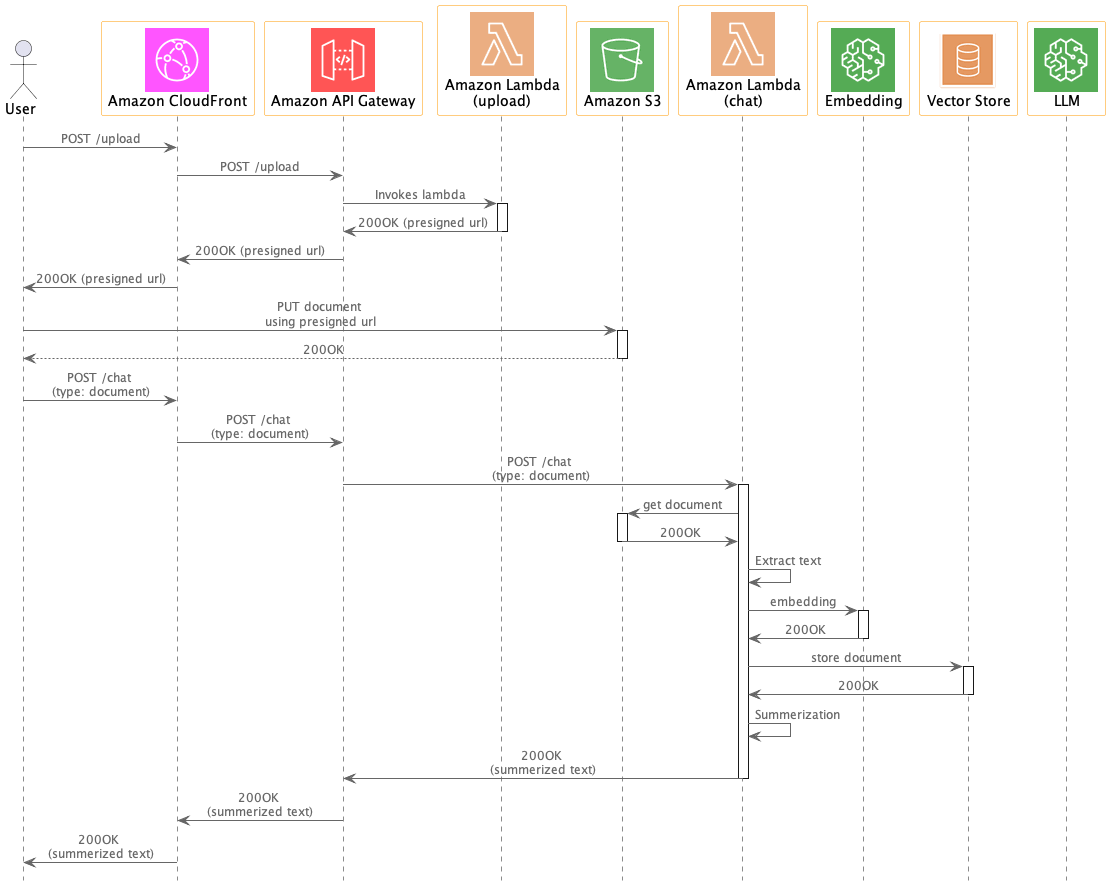 User
Amazon CloudFront
Amazon API Gateway
Amazon Lambda
(upload)
Amazon S3
Amazon Lambda
(chat)
Embedding
Vector Store
LLM
POST /upload
POST /upload
Invokes lambda
200OK (presigned url)
200OK (presigned url)
200OK (presigned url)
PUT document
using presigned url
200OK
POST /chat
(type: document)
POST /chat
(type: document)
POST /chat
(type: document)
get document
200OK
Extract text
embedding
200OK
store document
200OK
Summerization
200OK
(summerized text)
200OK
(summerized text)
200OK
(summerized text)